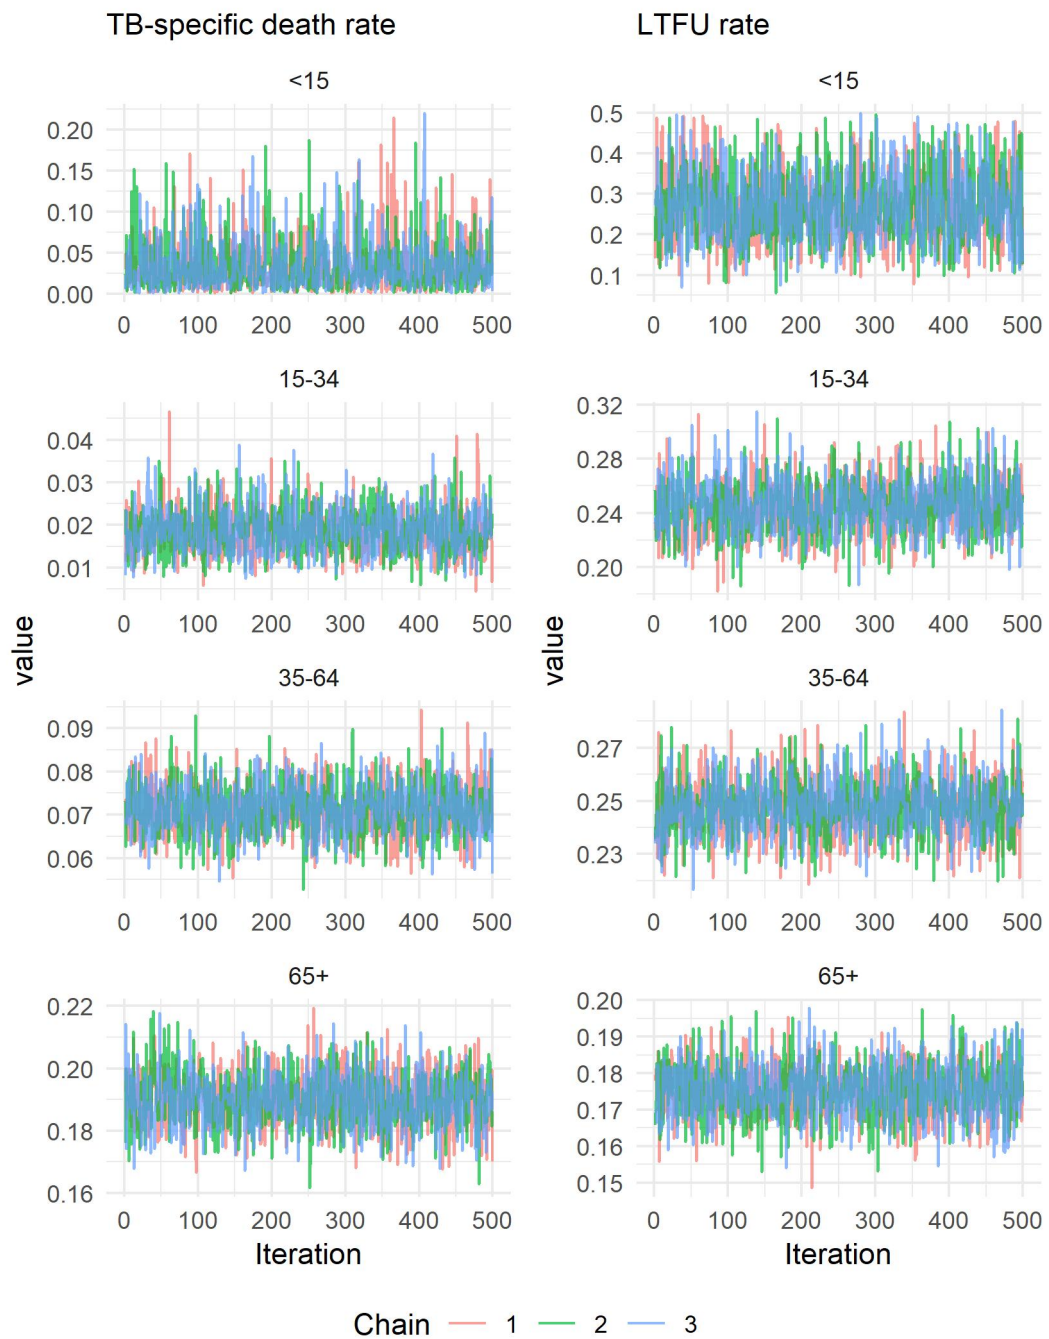 TB-specific death rate
LTFU rate
<15
<15
0.20
0.15
0.10
0.05
0.00
0.5
0.4
0.3
0.2
0.1
0 100 200 300 400 500
0 100 200 300 400 500
15-34
15-34
0.04
0.03
0.02
0.01
0.32
0.28
0.24
0.20
0 100 200 300 400 500
0 100 200 300 400 500
value
value
35-64
35-64
0.09
0.08
0.07
0.06
0.27
0.25
0.23
0 100 200 300 400 500
0 100 200 300 400 500
65+
65+
0.22
0.20
0.18
0.16
0.20
0.19
0.18
0.17
0.16
0.15
0 100 200 300 400 500
0 100 200 300 400 500
Iteration
Iteration
Chain 1 2 3